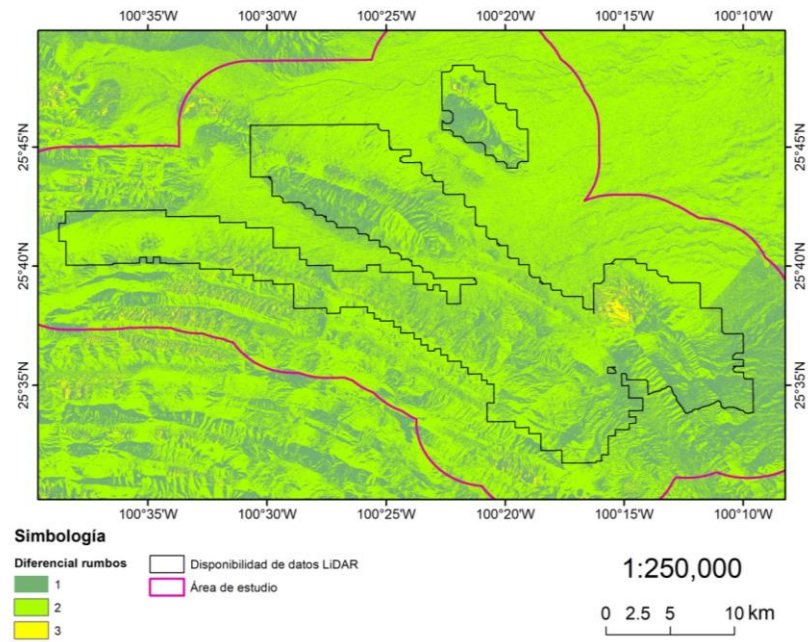 100°35'W 100°30'W 100°25'W 100°20'W 100°15'W 100°10'W
25°45'N 25°45'N
25°40'N 25°40'N
25°35'N 25°35'N
100°35'W 100°30'W 100°25'W 100°20'W 100°15'W 100°10'W
Simbología
Diferencial rumbos
1
2
3
Disponibilidad de datos LiDAR
Área de estudio
1:250,000
0 2.5 5 10 km